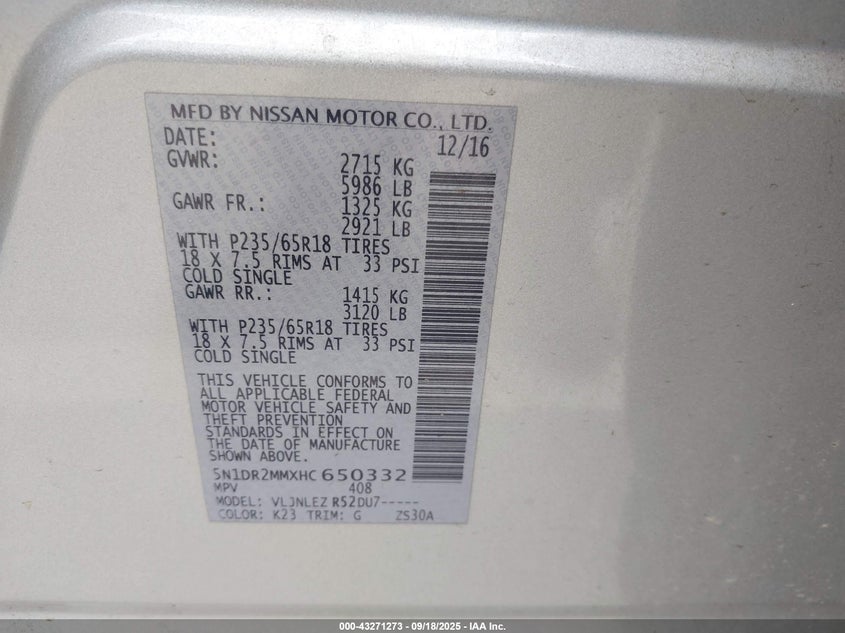 MFD BY NISSAN MOTOR CO., LTD.
DATE: 12/16
GVWR: 2715 KG
5986 LB
GAWR FR.: 1325 KG
2921 LB
WITH P235/65R18 TIRES
18 X 7.5 RIMS AT 33 PSI
COLD SINGLE
GAWR RR.: 1415 KG
3120 LB
WITH P235/65R18 TIRES
18 X 7.5 RIMS AT 33 PSI
COLD SINGLE
THIS VEHICLE CONFORMS TO
ALL APPLICABLE FEDERAL
MOTOR VEHICLE SAFETY AND
THEFT PREVENTION
STANDARDS IN EFFECT ON
THE DATE OF MANUFACTURE
SHOWN ABOVE.
5N1DR2MMXHC650332
MPV 408
MODEL: VLJNLEZ R52DU7-----
COLOR: K23 TRIM: G ZS30A
000-43271273 - 09/18/2025 - IAA Inc.